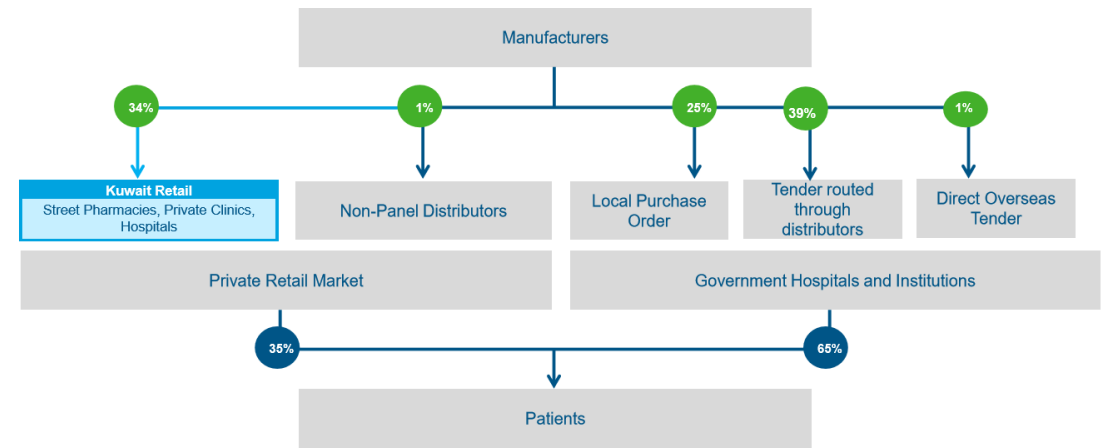 Manufacturers
34%
1%
25%
39%
1%
Kuwait Retail
Street Pharmacies, Private Clinics,
Hospitals
Non-Panel Distributors
Local Purchase
Order
Tender routed
through
distributors
Direct Overseas
Tender
Private Retail Market
Government Hospitals and Institutions
35%
65%
Patients